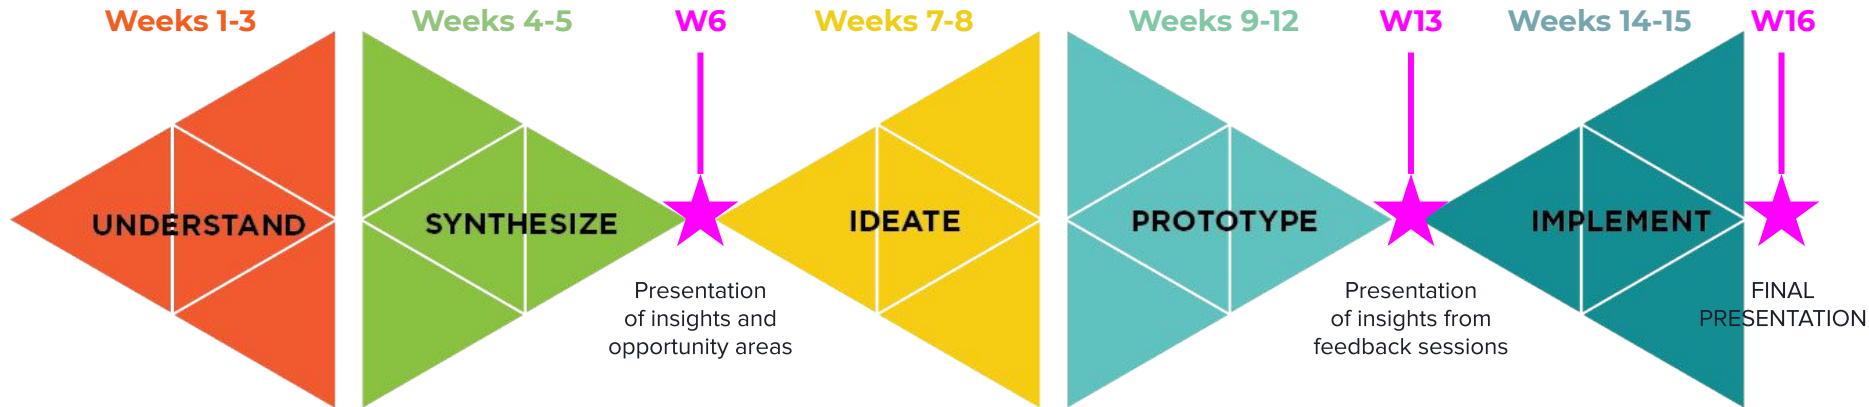 Weeks 1-3
Weeks 4-5
W6
Weeks 7-8
Weeks 9-12
W13
Weeks 14-15
W16
UNDERSTAND
SYNTHESIZE
IDEATE
PROTOTYPE
IMPLEMENT
Presentation
of insights and
opportunity areas
Presentation
of insights from
feedback sessions
FINAL
PRESENTATION